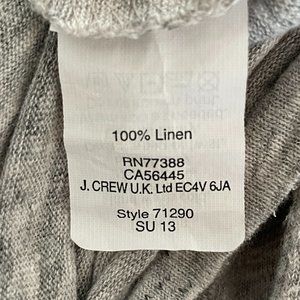 100% Linen
RN77388
CA56445
J. CREW U.K. Ltd EC4V 6JA
Style 71290
SU 13